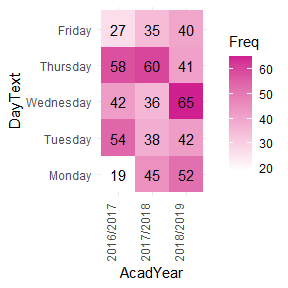 Friday 27 35 40
Thursday 58 60 41
Wednesday 42 36 65
Tuesday 54 38 42
Monday 19 45 52
DayText
2016/2017
2017/2018
2018/2019
AcadYear
Freq
60
50
40
30
20